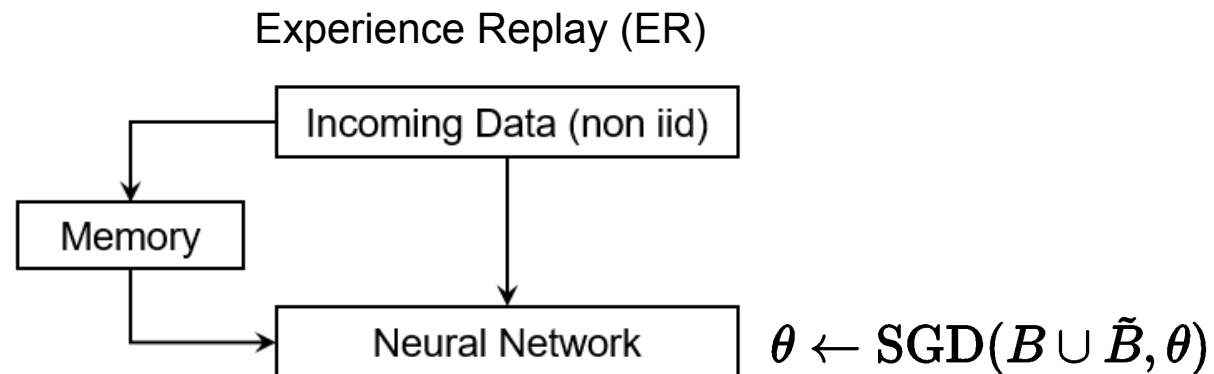 Experience Replay (ER)
Incoming Data (non iid)
Memory
Neural Network
θ ← SGD(B ∪ B̃, θ)